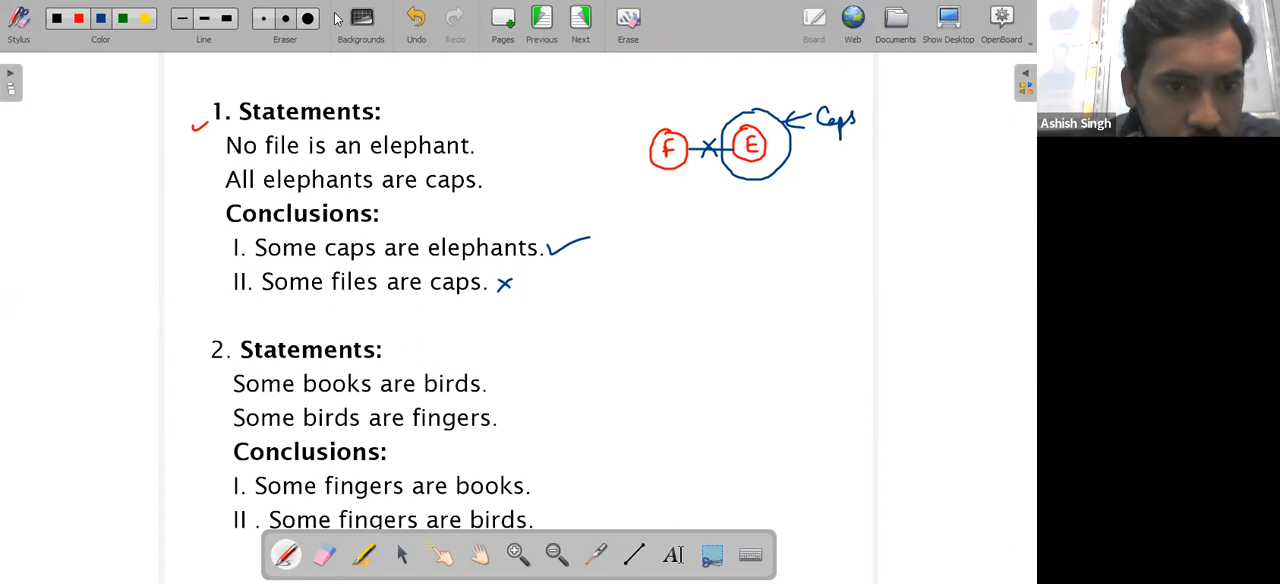 Stylus
Color
Line
Eraser
Backgrounds
Undo
Redo
Pages
Previous
Next
Erase
Board
Web
Documents
Show Desktop
OpenBoard
Ashish Singh
1. Statements:
No file is an elephant.
All elephants are caps.
Conclusions:
I. Some caps are elephants.
II. Some files are caps.
F
E
Caps
2. Statements:
Some books are birds.
Some birds are fingers.
Conclusions:
I. Some fingers are books.
II . Some fingers are birds.
AI